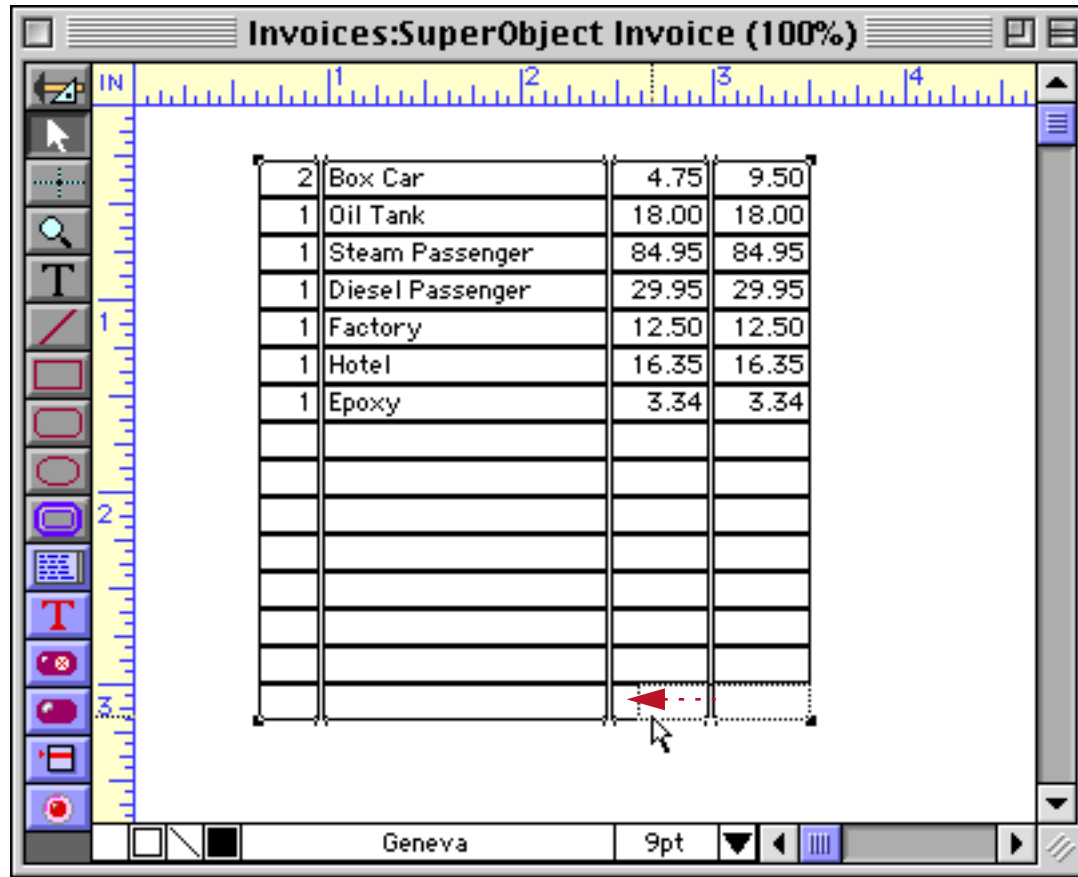 Invoices:SuperObject Invoice (100%)
IN 1 2 3 4
T
2 Box Car 4.75 9.50
1 Oil Tank 18.00 18.00
1 Steam Passenger 84.95 84.95
1 Diesel Passenger 29.95 29.95
1
1 Factory 12.50 12.50
1 Hotel 16.35 16.35
1 Epoxy 3.34 3.34
2
T
3
Geneva 9pt